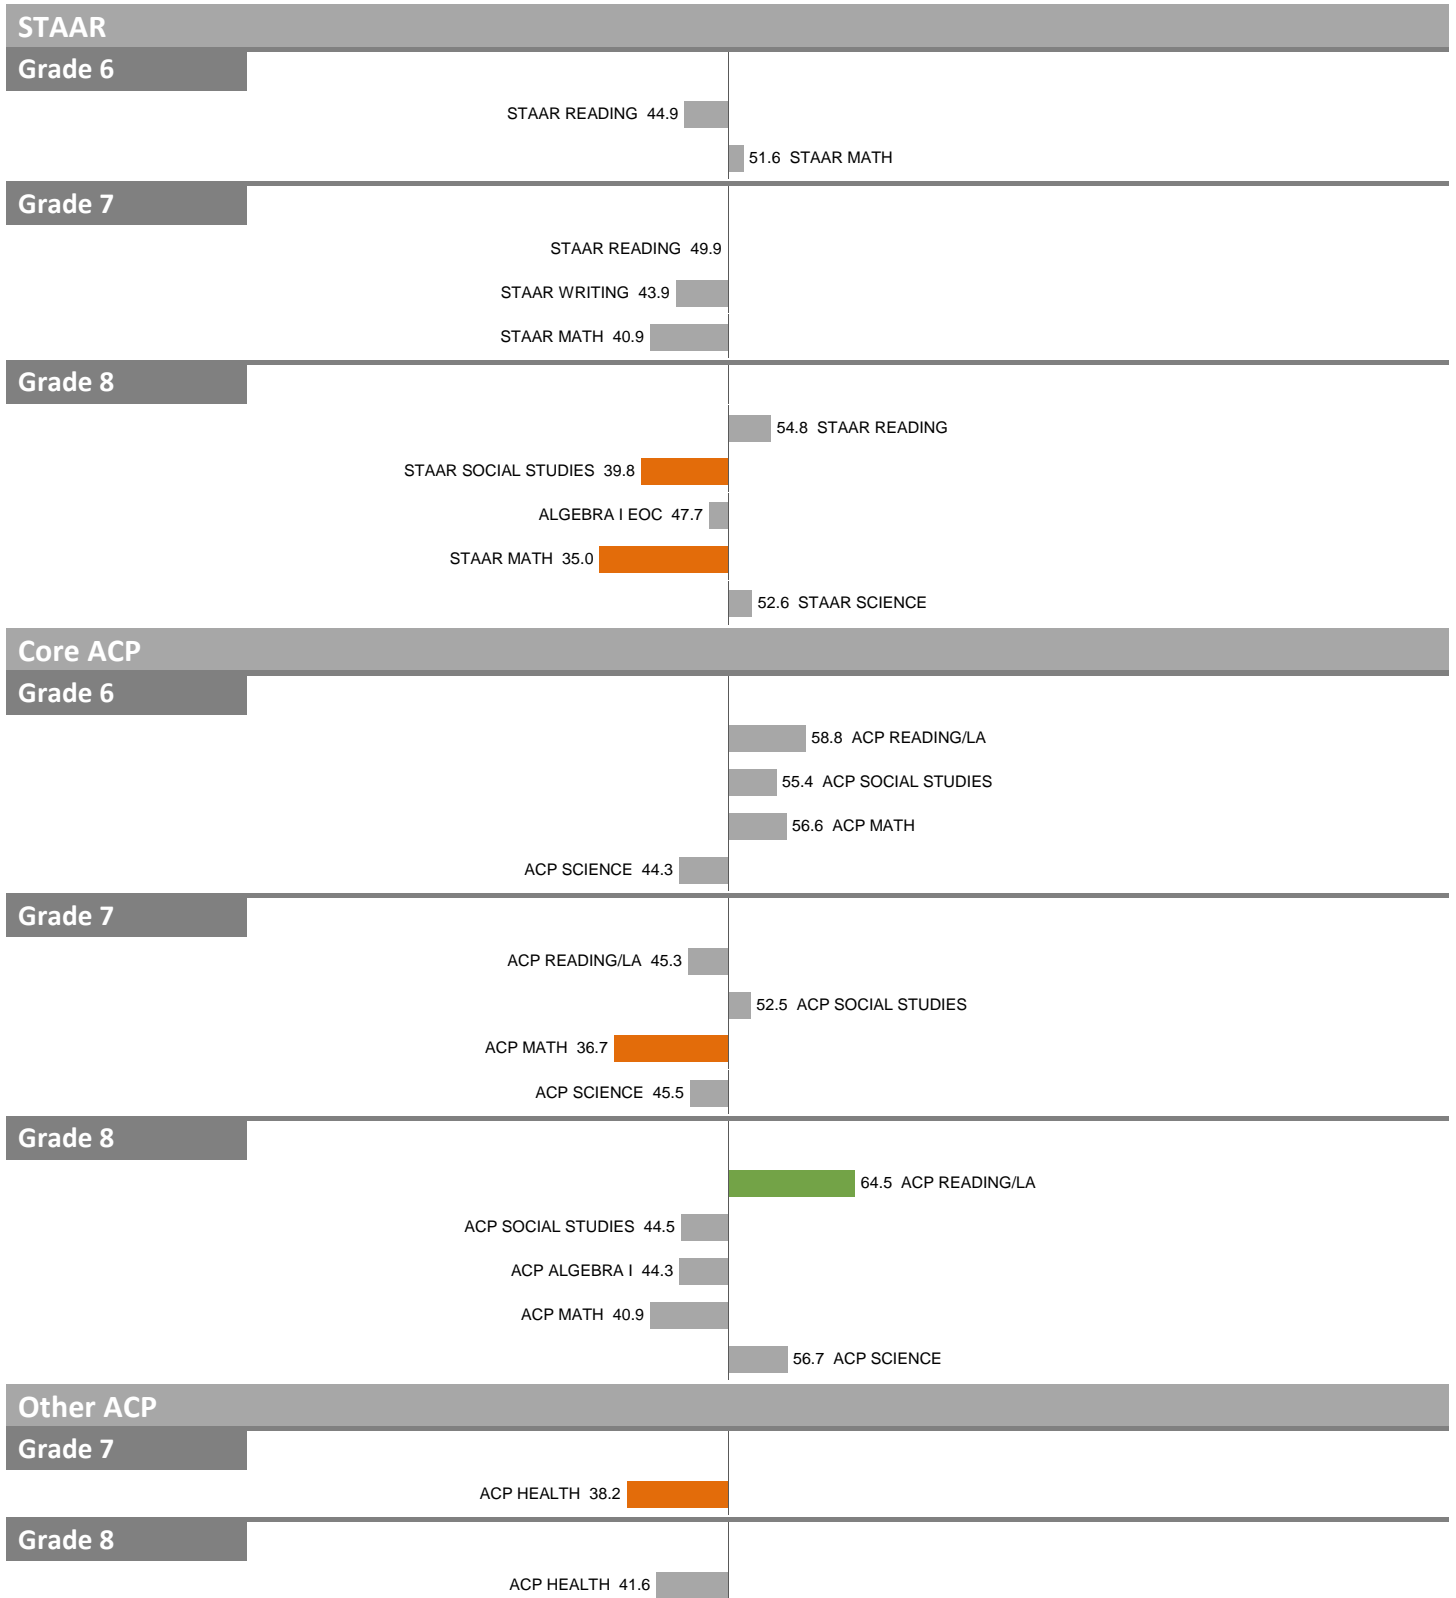 STAAR
Grade 6
STAAR READING 44.9
51.6 STAAR MATH
Grade 7
STAAR READING 49.9
STAAR WRITING 43.9
STAAR MATH 40.9
Grade 8
54.8 STAAR READING
STAAR SOCIAL STUDIES 39.8
ALGEBRA I EOC 47.7
STAAR MATH 35.0
52.6 STAAR SCIENCE
Core ACP
Grade 6
58.8 ACP READING/LA
55.4 ACP SOCIAL STUDIES
56.6 ACP MATH
ACP SCIENCE 44.3
Grade 7
ACP READING/LA 45.3
52.5 ACP SOCIAL STUDIES
ACP MATH 36.7
ACP SCIENCE 45.5
Grade 8
64.5 ACP READING/LA
ACP SOCIAL STUDIES 44.5
ACP ALGEBRA I 44.3
ACP MATH 40.9
56.7 ACP SCIENCE
Other ACP
Grade 7
ACP HEALTH 38.2
Grade 8
ACP HEALTH 41.6